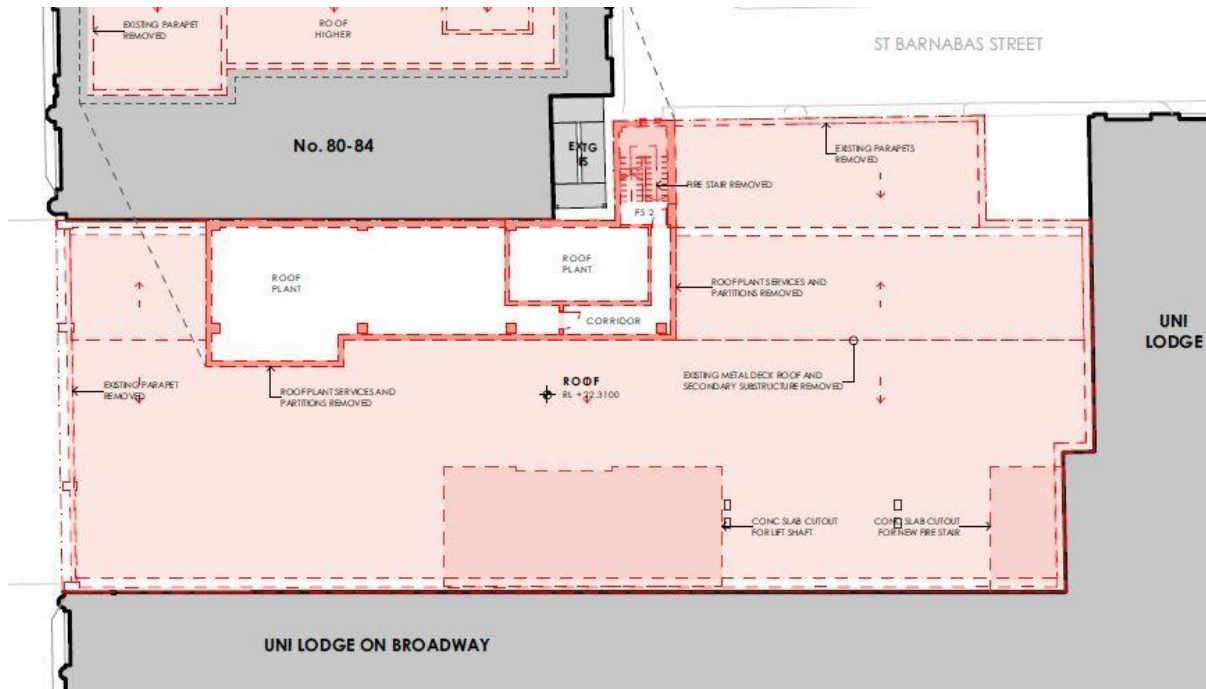 EXISTING PARAPET
REMOVED
ROOF
HIGHER
ST BARNABAS STREET
No. 80-84
EXTG
FS
EXISTING PARAPETS
REMOVED
FIRE STAIR REMOVED
FS 2
ROOF
PLANT
ROOF
PLANT
ROOF PLANT SERVICES AND
PARTITIONS REMOVED
CORRIDOR
UNI
LODGE
EXISTING PARAPET
REMOVED
ROOF PLANT SERVICES AND
PARTITIONS REMOVED
ROOF
RL +22.3100
EXISTING METAL DECK ROOF AND
SECONDARY SUBSTRUCTURE REMOVED
CONC SLAB CUTOUT
FOR LIFT SHAFT
CONC SLAB CUTOUT
FOR NEW FIRE STAIR
UNI LODGE ON BROADWAY